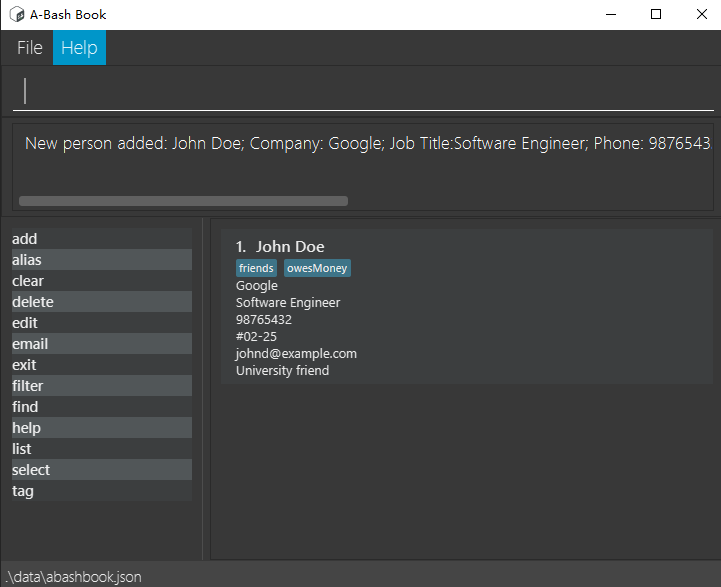 A-Bash Book
File Help
New person added: John Doe; Company: Google; Job Title:Software Engineer; Phone: 9876543
add
alias
clear
delete
edit
email
exit
filter
find
help
list
select
tag
1. John Doe
friends owesMoney
Google
Software Engineer
98765432
#02-25
johnd@example.com
University friend
.\data\abashbook.json